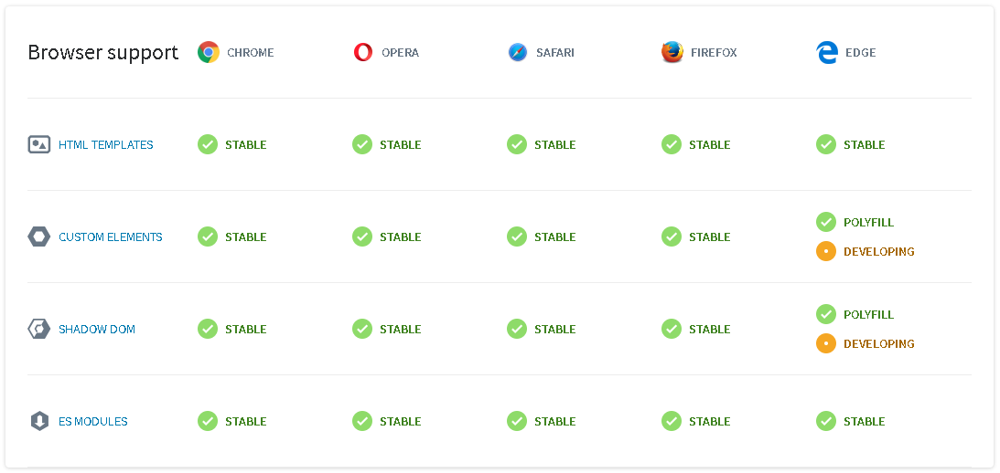 Browser support CHROME OPERA SAFARI FIREFOX EDGE
HTML TEMPLATES STABLE STABLE STABLE STABLE STABLE
CUSTOM ELEMENTS STABLE STABLE STABLE STABLE POLYFILL
DEVELOPING
SHADOW DOM STABLE STABLE STABLE STABLE POLYFILL
DEVELOPING
ES MODULES STABLE STABLE STABLE STABLE STABLE